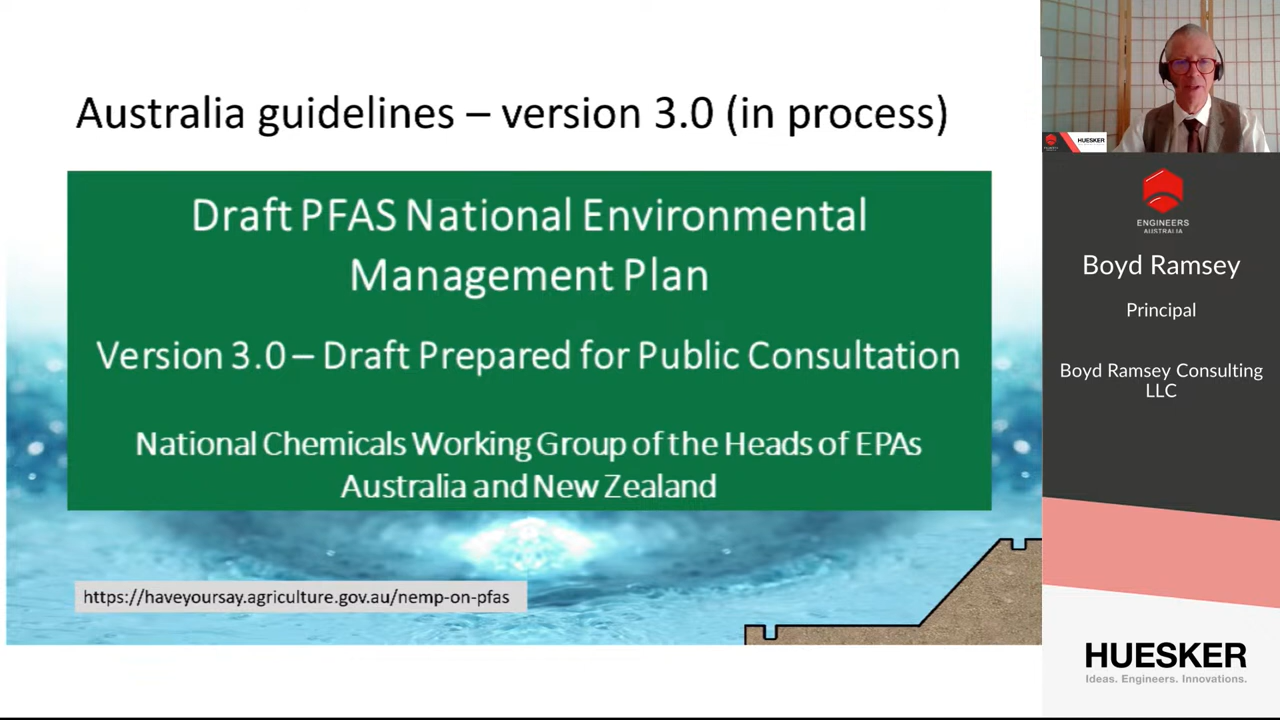 Australia guidelines – version 3.0 (in process)
Draft PFAS National Environmental
Management Plan
Version 3.0 – Draft Prepared for Public Consultation
National Chemicals Working Group of the Heads of EPAs
Australia and New Zealand
https://haveyoursay.agriculture.gov.au/nemp-on-pfas
HUESKER
ENGINEERS
AUSTRALIA
Boyd Ramsey
Principal
Boyd Ramsey Consulting
LLC
HUESKER
Ideas. Engineers. Innovations.